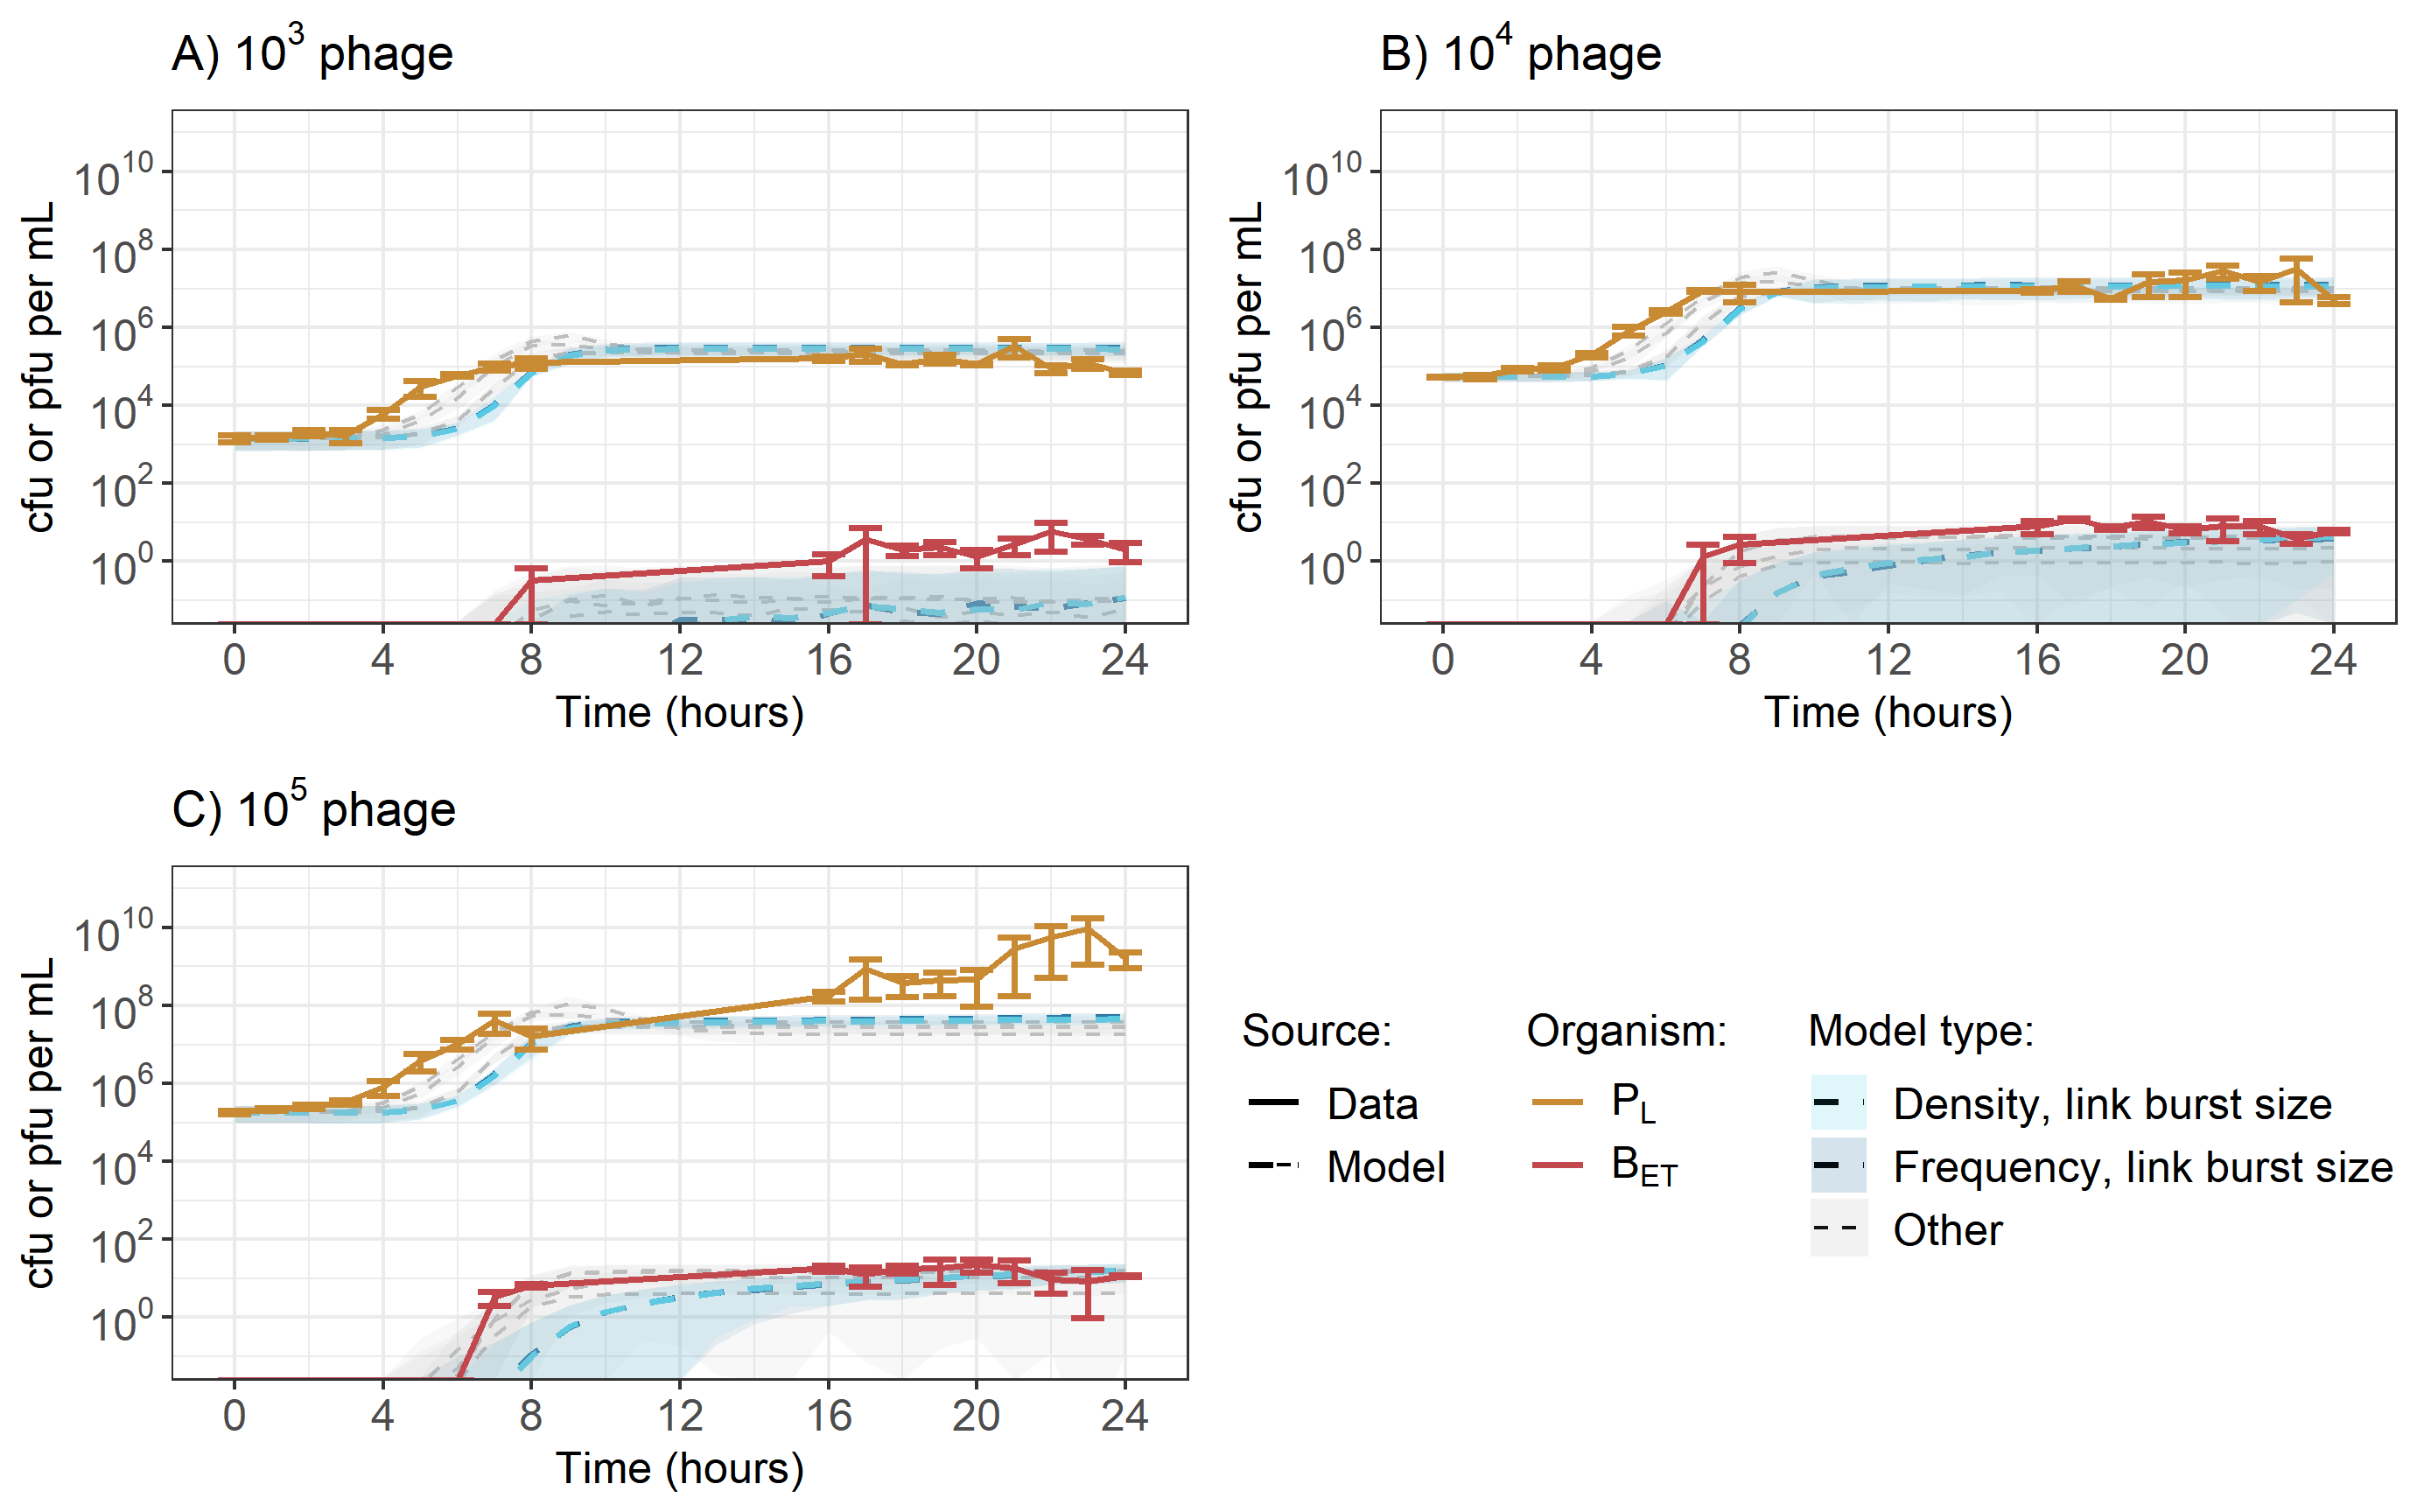 A) 10³ phage
cfu or pfu per mL
10¹⁰
10⁸
10⁶
10⁴
10²
10⁰
0 4 8 12 16 20 24
Time (hours)
B) 10⁴ phage
cfu or pfu per mL
10¹⁰
10⁸
10⁶
10⁴
10²
10⁰
0 4 8 12 16 20 24
Time (hours)
C) 10⁵ phage
cfu or pfu per mL
10¹⁰
10⁸
10⁶
10⁴
10²
10⁰
0 4 8 12 16 20 24
Time (hours)
Source:
Data
Model
Organism:
P_L
B_ET
Model type:
Density, link burst size
Frequency, link burst size
Other